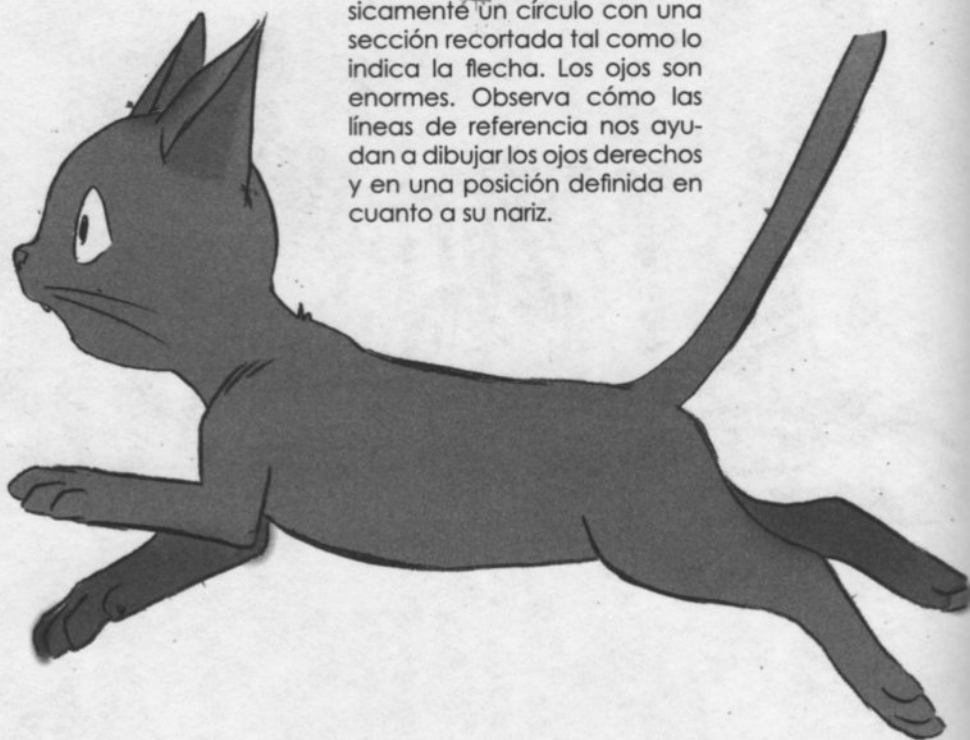 sicamente un círculo con una
sección recortada tal como lo
indica la flecha. Los ojos son
enormes. Observa cómo las
líneas de referencia nos ayu-
dan a dibujar los ojos derechos
y en una posición definida en
cuanto a su nariz.